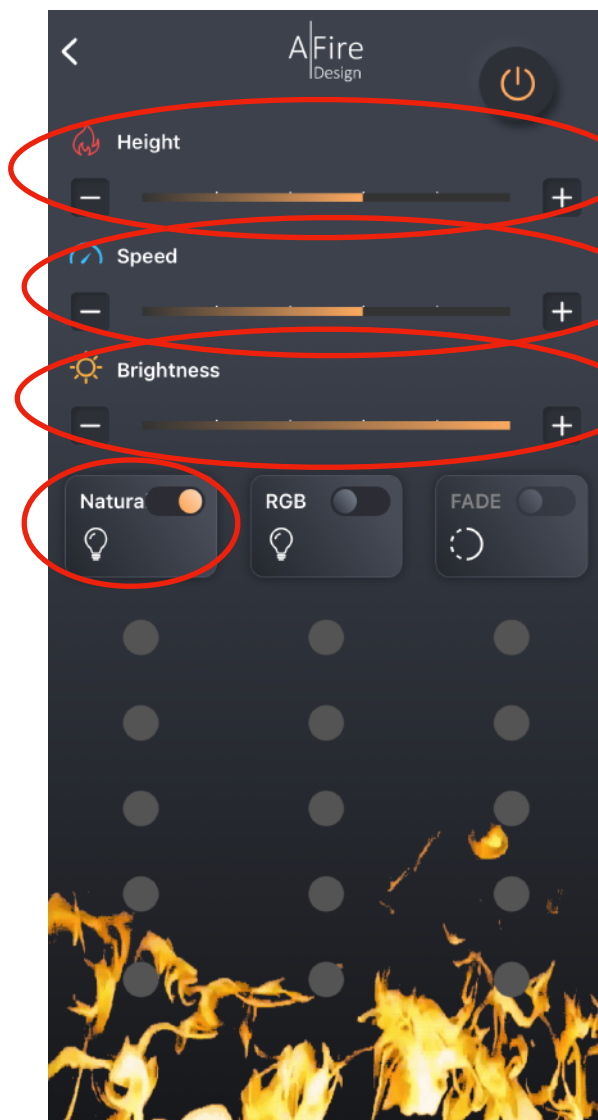 A Fire
Design
Height
Speed
Brightness
Natura
RGB
FADE